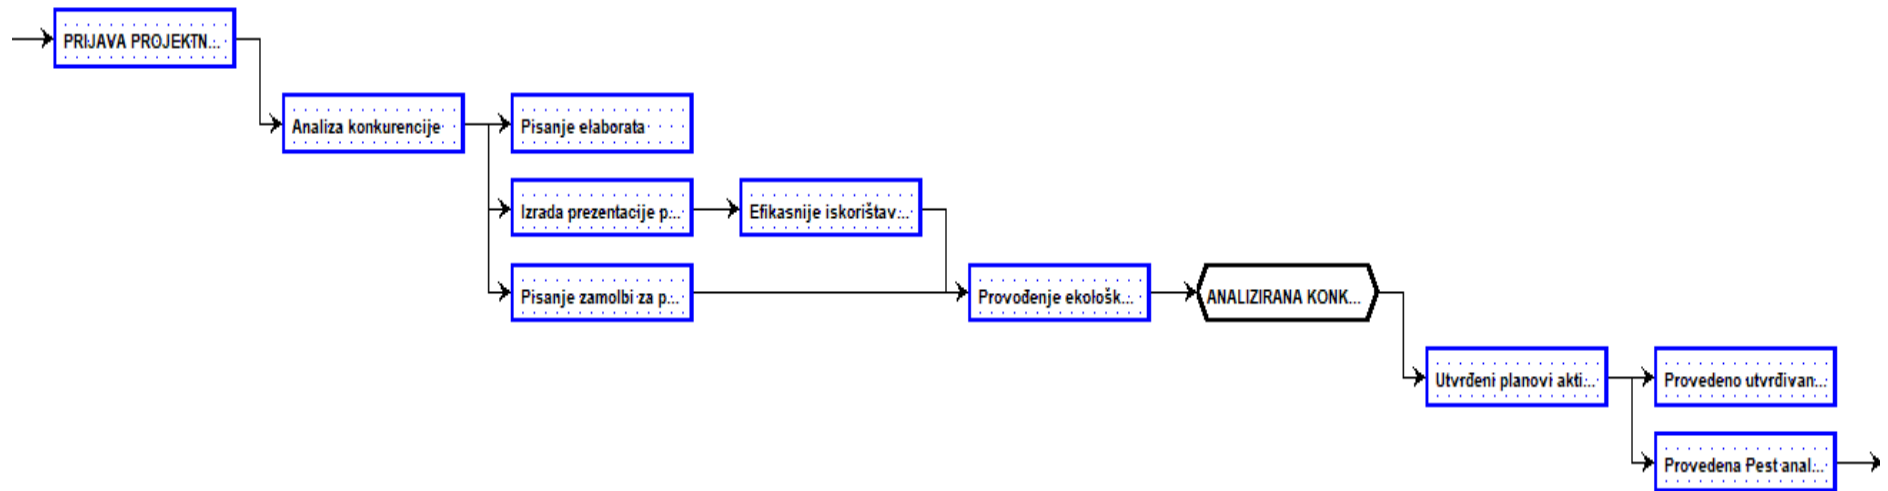 PRIJAVA PROJEKTN...
Analiza konkurencije
Pisanje elaborata
Izrada prezentacije p...
Efikasnije iskorištav...
Pisanje zamolbi za p...
Provođenje ekološk...
ANALIZIRANA KONK...
Utvrđeni planovi akti...
Provedeno utvrđivan...
Provedena Pest anal...